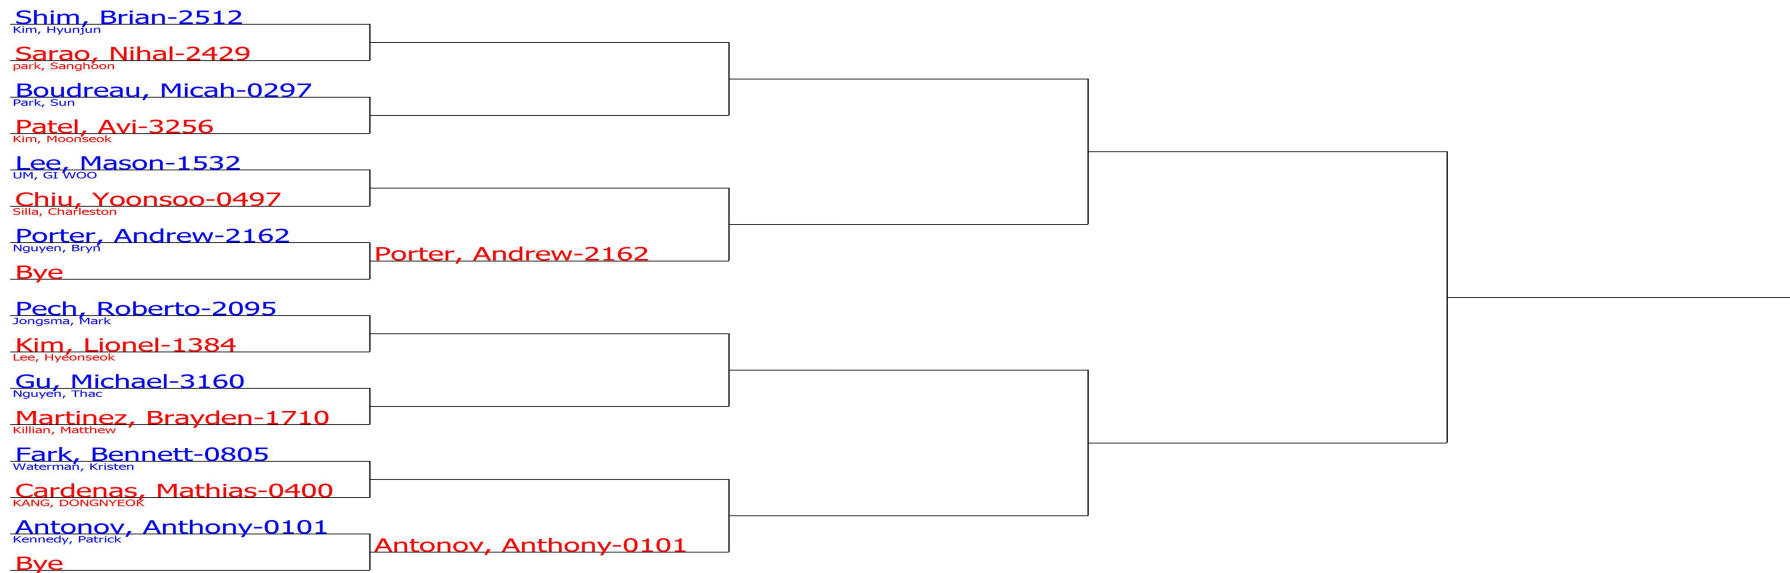 Shim, Brian-2512
Kim, Hyunjun
Sarao, Nihal-2429
park, Sanghoon
Boudreau, Micah-0297
Park, Sun
Patel, Avi-3256
Kim, Moonseok
Lee, Mason-1532
UM, GI WOO
Chiu, Yoonsoo-0497
Silla, Charleston
Porter, Andrew-2162
Nguyen, Bryn
Porter, Andrew-2162
Bye
Pech, Roberto-2095
Jongsma, Mark
Kim, Lionel-1384
Lee, Hyeonseok
Gu, Michael-3160
Nguyen, Thac
Martinez, Brayden-1710
Killian, Matthew
Fark, Bennett-0805
Waterman, Kristen
Cardenas, Mathias-0400
KANG, DONGNYEOK
Antonov, Anthony-0101
Kennedy, Patrick
Antonov, Anthony-0101
Bye